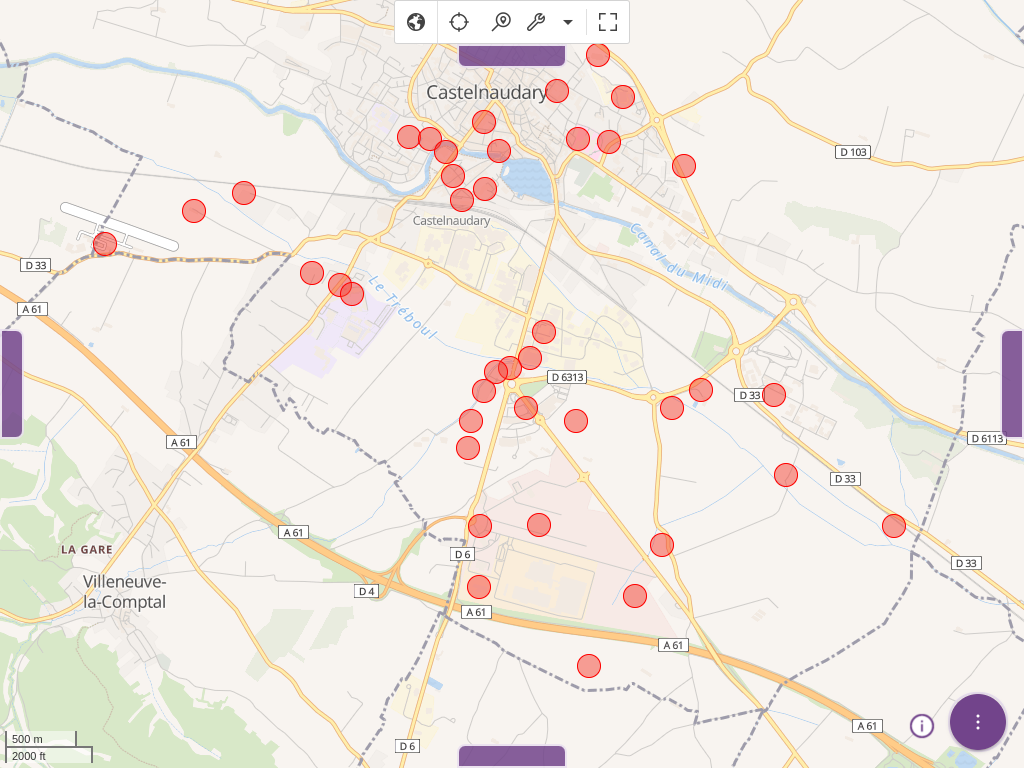 Castelnaudary
D 103
Castelnaudary
Canal du Midi
D 33
Le Tréboul
A 61
D 6313
D 33
D 6113
A 61
D 33
A 61
LA GARE
D 6
D 33
Villeneuve-
la-Comptal
D 4
A 61
A 61
A 61
500 m
D 6
2000 ft